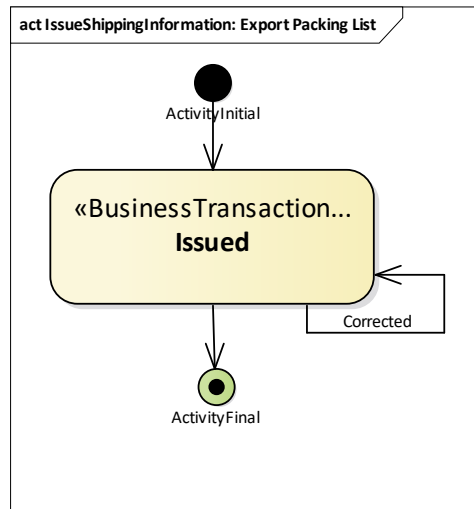 act IssueShippingInformation: Export Packing List
ActivityInitial
«BusinessTransaction...
Issued
Corrected
ActivityFinal